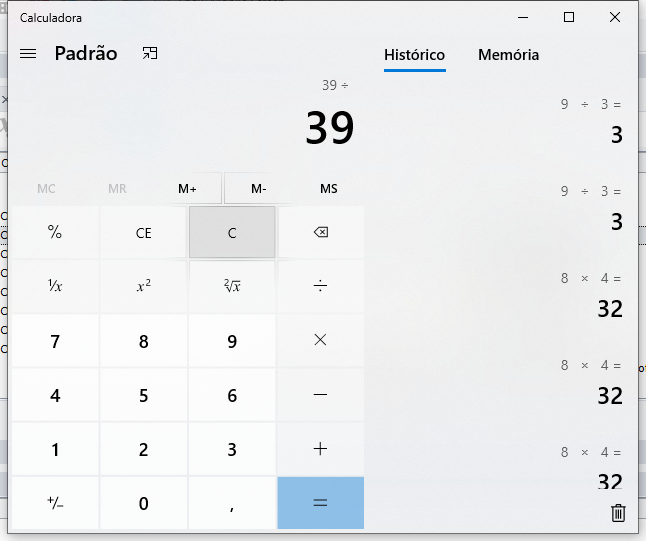 Calculadora
Padrão
39 ÷
39
MC MR M+ M- MS
% CE C
⅟x x² ²√x ÷
7 8 9 ×
4 5 6 −
1 2 3 +
+/− 0 , =
Histórico Memória
9 ÷ 3 =
3
9 ÷ 3 =
3
8 × 4 =
32
8 × 4 =
32
8 × 4 =
32